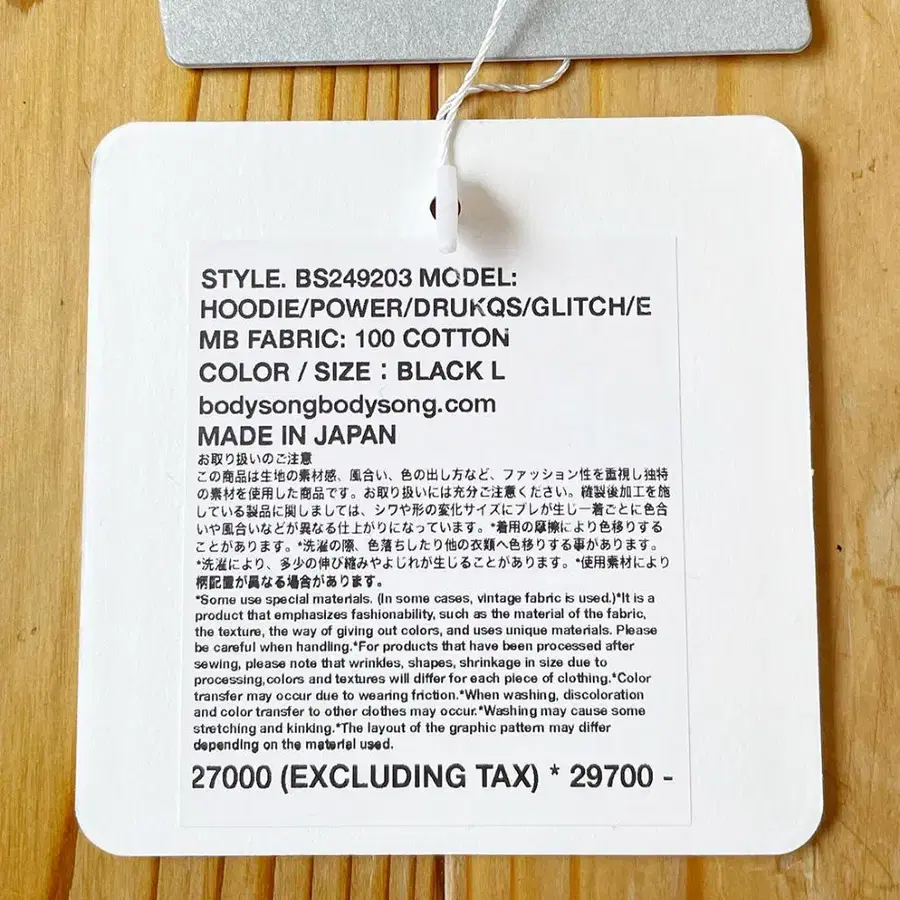 STYLE. BS249203 MODEL:
HOODIE/POWER/DRUKQS/GLITCH/E
MB FABRIC: 100 COTTON
COLOR / SIZE : BLACK L
bodysongbodysong.com
MADE IN JAPAN
お取り扱いのご注意
この商品は生地の素材感、風合い、色の出し方など、ファッション性を重視し独特
の素材を使用した商品です。お取り扱いには充分ご注意ください。縫製後加工を施
している製品に関しましては、シワや形の変化サイズにブレが生じ一着ごとに色合
いや風合いなどが異なる仕上がりになっています。*着用の摩擦により色移りする
ことがあります。*洗濯の際、色落ちしたり他の衣類へ色移りする事があります。
*洗濯により、多少の伸び縮みやよじれが生じることがあります。*使用素材により
柄配置が異なる場合があります。
*Some use special materials. (In some cases, vintage fabric is used.)*It is a
product that emphasizes fashionability, such as the material of the fabric,
the texture, the way of giving out colors, and uses unique materials. Please
be careful when handling.*For products that have been processed after
sewing, please note that wrinkles, shapes, shrinkage in size due to
processing,colors and textures will differ for each piece of clothing.*Color
transfer may occur due to wearing friction.*When washing, discoloration
and color transfer to other clothes may occur.*Washing may cause some
stretching and kinking.*The layout of the graphic pattern may differ
depending on the material used.
27000 (EXCLUDING TAX) * 29700 -